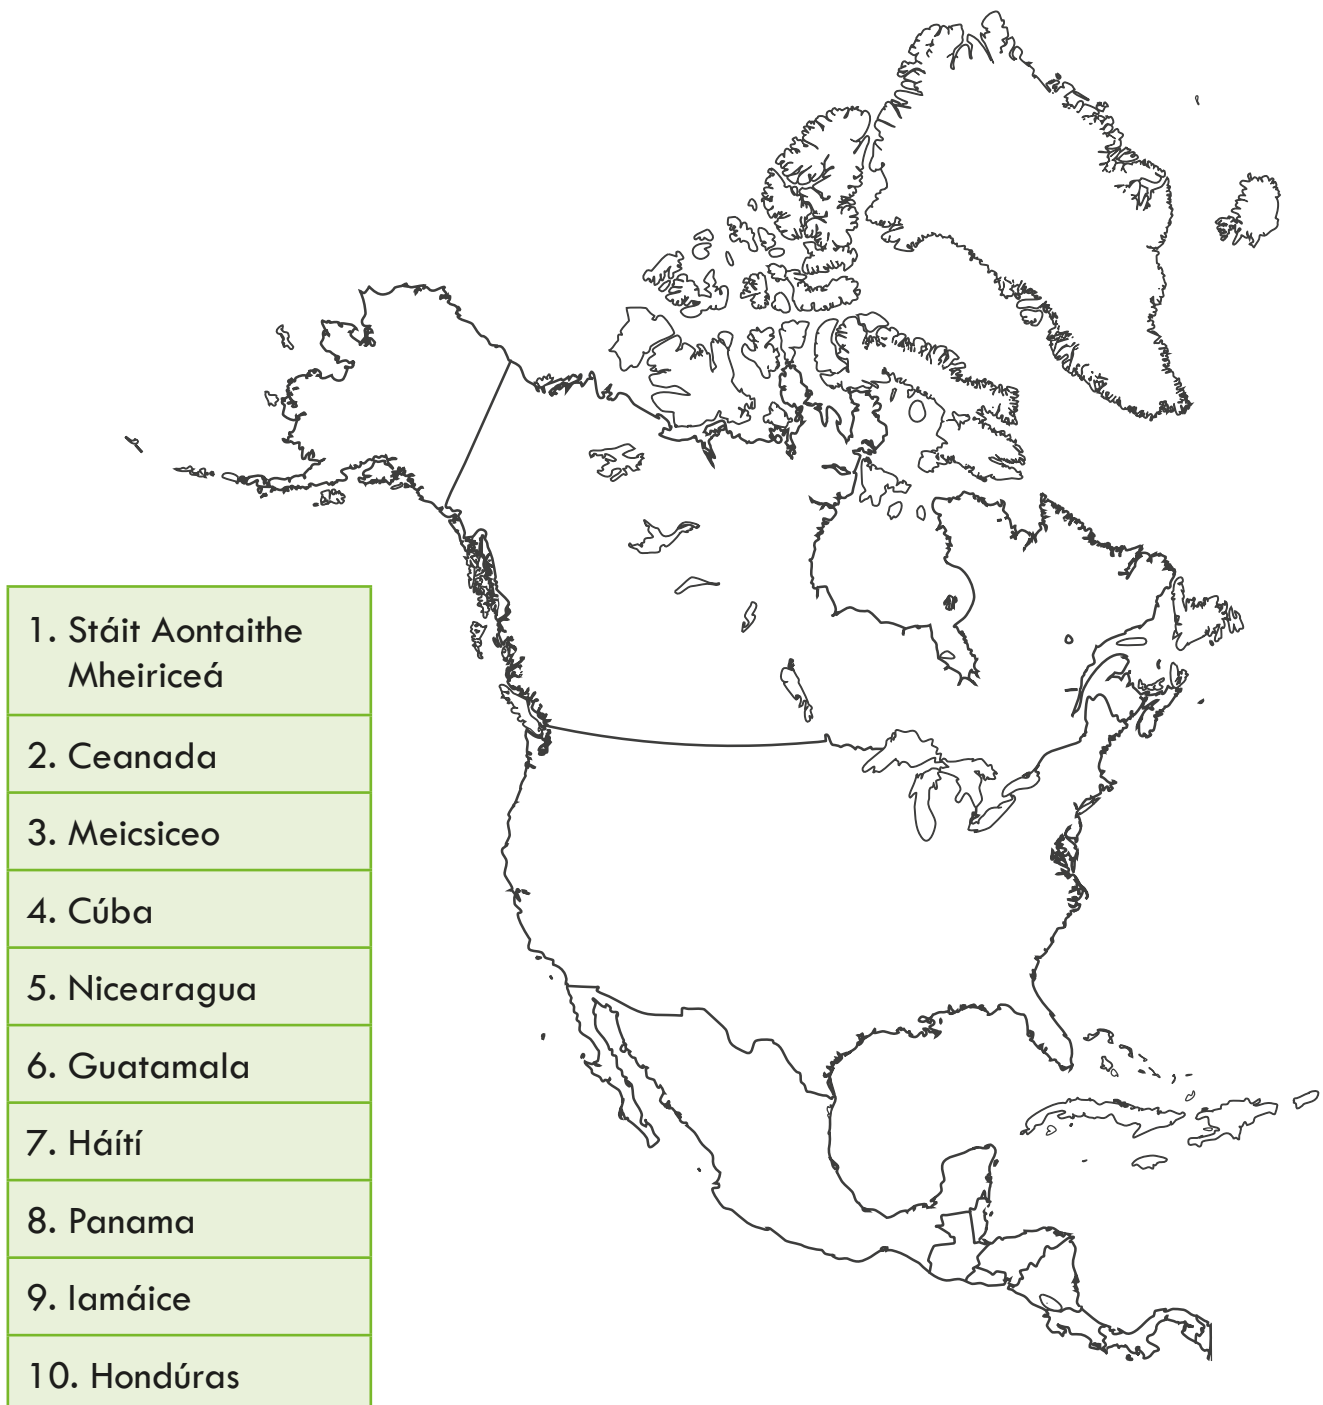 1. Stáit Aontaithe
Mheiriceá
2. Ceanada
3. Meicsiceo
4. Cúba
5. Nicearagua
6. Guatamala
7. Háítí
8. Panama
9. Iamáice
10. Hondúras